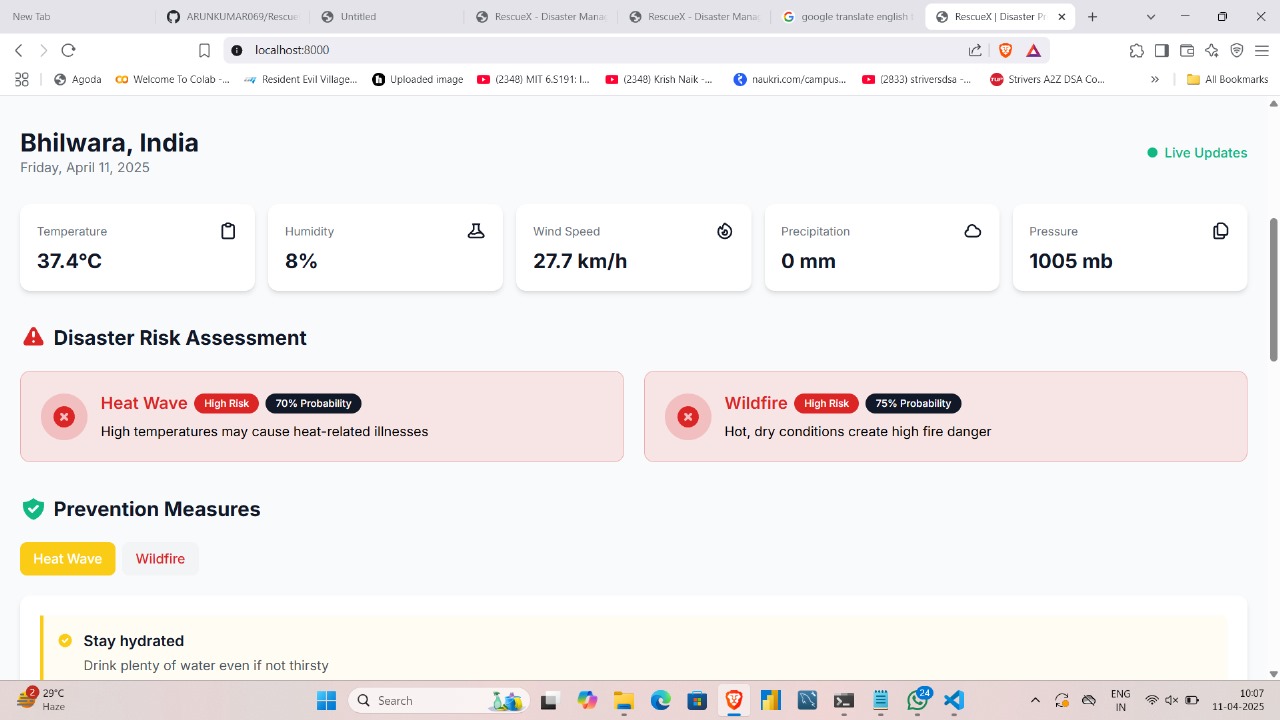 New Tab
ARUNKUMAR069/Rescue
Untitled
RescueX - Disaster Mana
RescueX - Disaster Mana
google translate english t
RescueX | Disaster Pr
localhost:8000
Agoda
Welcome To Colab -...
Resident Evil Village...
Uploaded image
(2348) MIT 6.S191: I...
(2348) Krish Naik -...
naukri.com/campus...
(2833) striversdsa -...
Strivers A2Z DSA Co...
All Bookmarks
Bhilwara, India
Friday, April 11, 2025
Live Updates
Temperature
37.4°C
Humidity
8%
Wind Speed
27.7 km/h
Precipitation
0 mm
Pressure
1005 mb
Disaster Risk Assessment
Heat Wave High Risk 70% Probability
High temperatures may cause heat-related illnesses
Wildfire High Risk 75% Probability
Hot, dry conditions create high fire danger
Prevention Measures
Heat Wave
Wildfire
Stay hydrated
Drink plenty of water even if not thirsty
2
29°C
Haze
Search
24
ENG
IN
10:07
11-04-2025